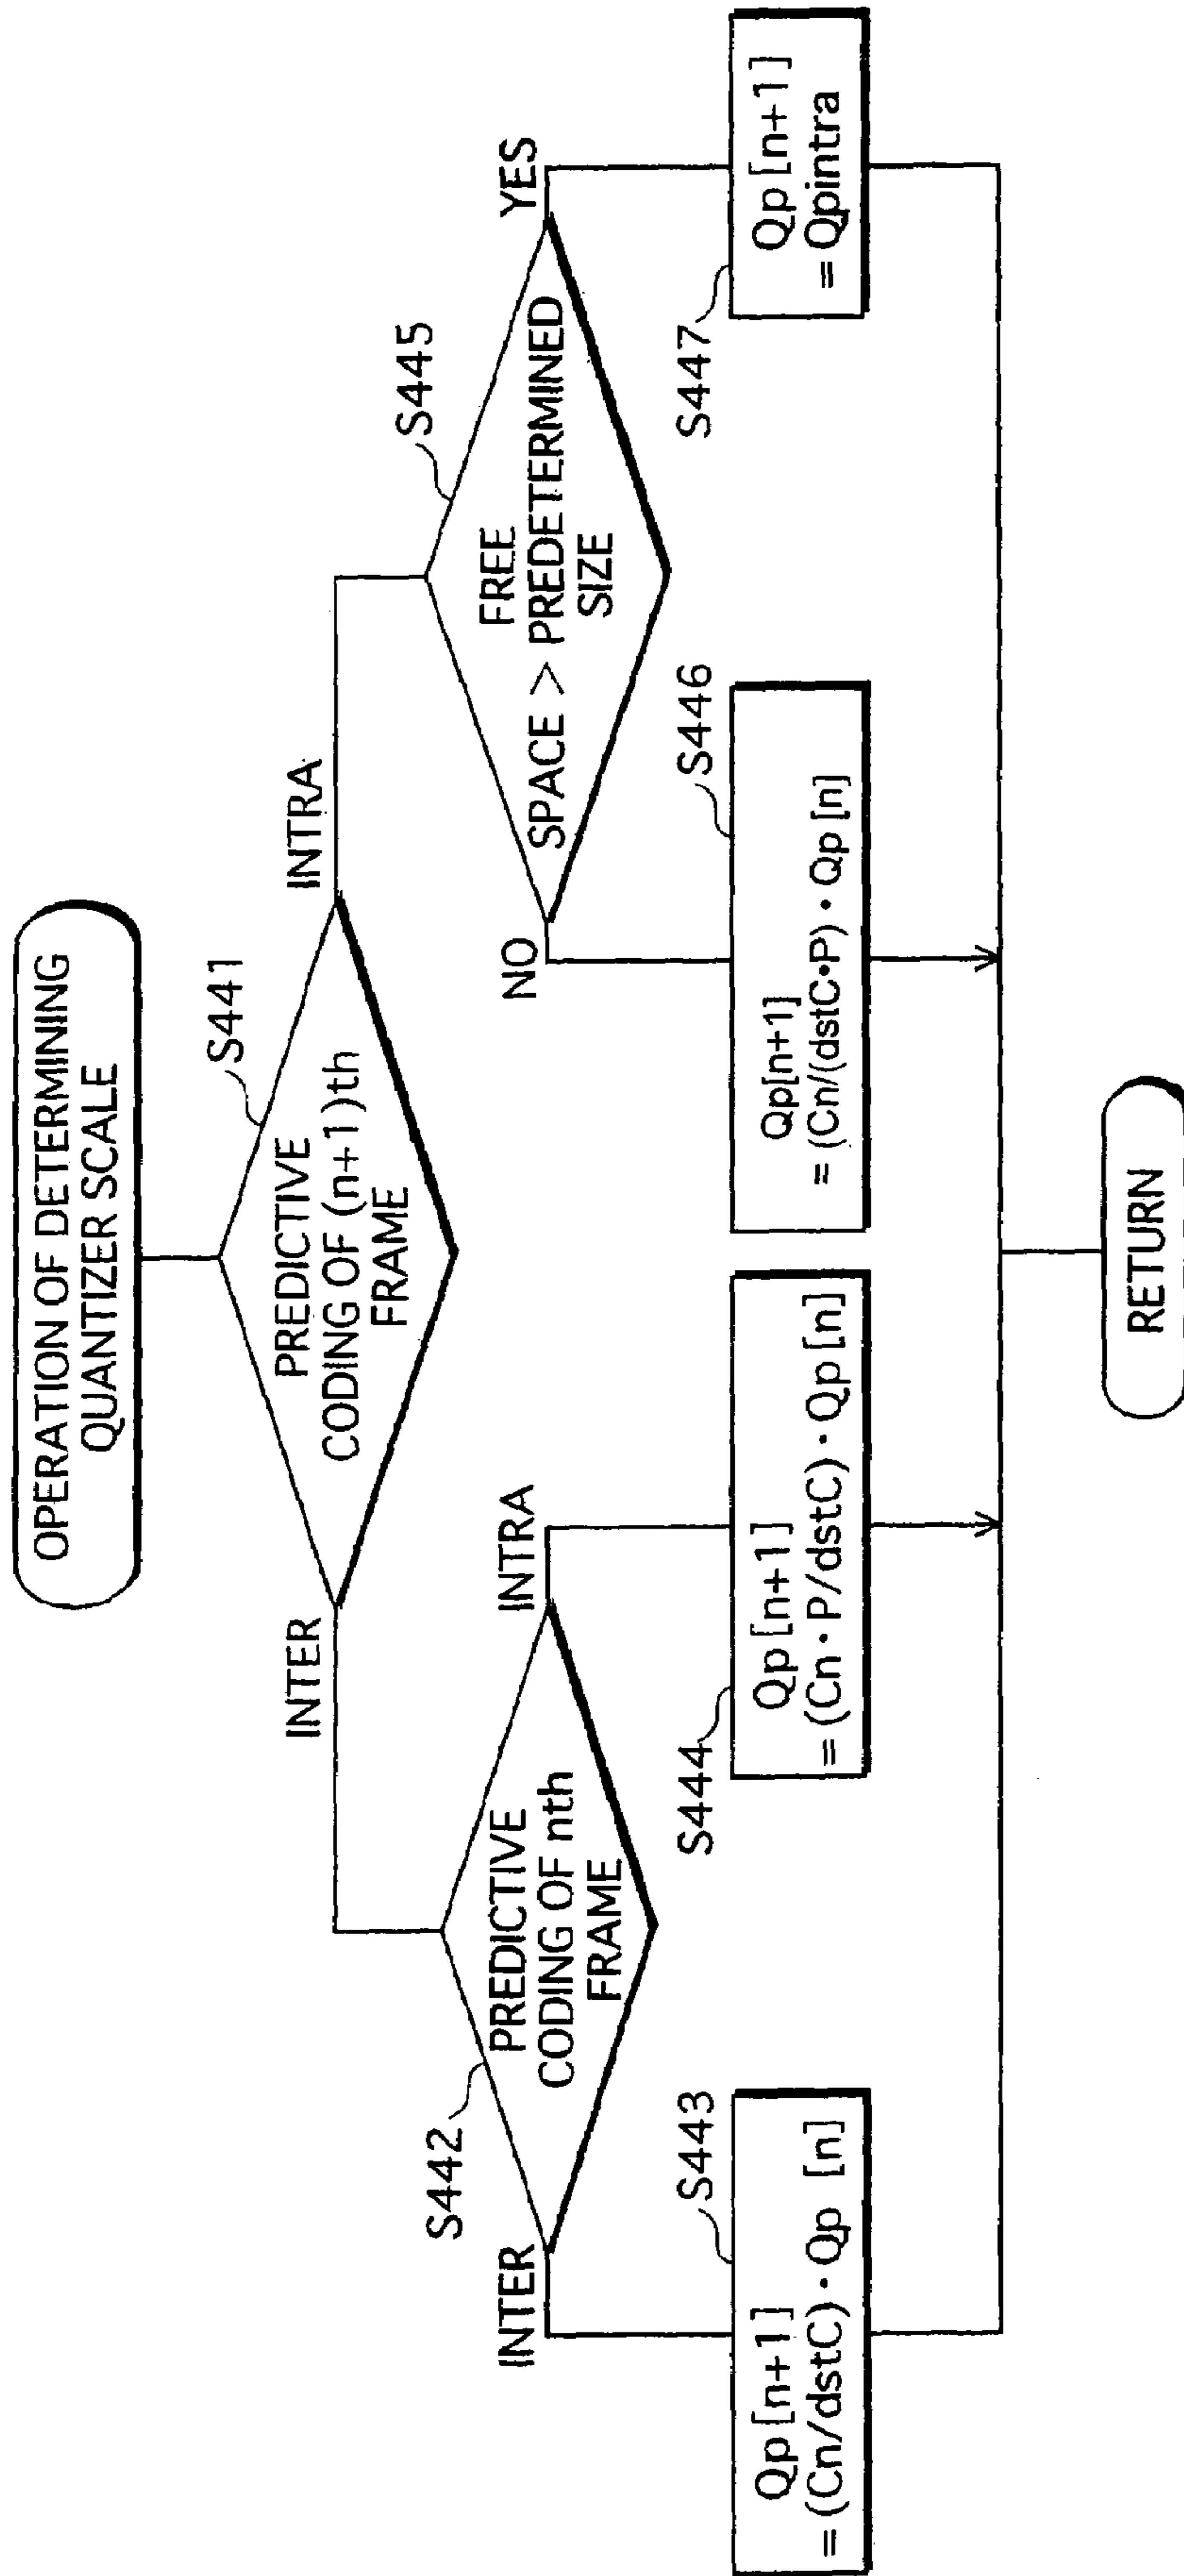 OPERATION OF DETERMINING
QUANTIZER SCALE
S441
PREDICTIVE
CODING OF (n+1)th
FRAME
INTER
INTRA
S442
PREDICTIVE
CODING OF nth
FRAME
INTER
INTRA
S445
FREE
SPACE > PREDETERMINED
SIZE
NO
YES
S443
Qp [n+1]
= (Cn/dstC) · Qp [n]
S444
Qp [n+1]
= (Cn · P/dstC) · Qp [n]
S446
Qp[n+1]
= (Cn/(dstC•P) · Qp [n]
S447
Qp [n+1]
= Qpintra
RETURN